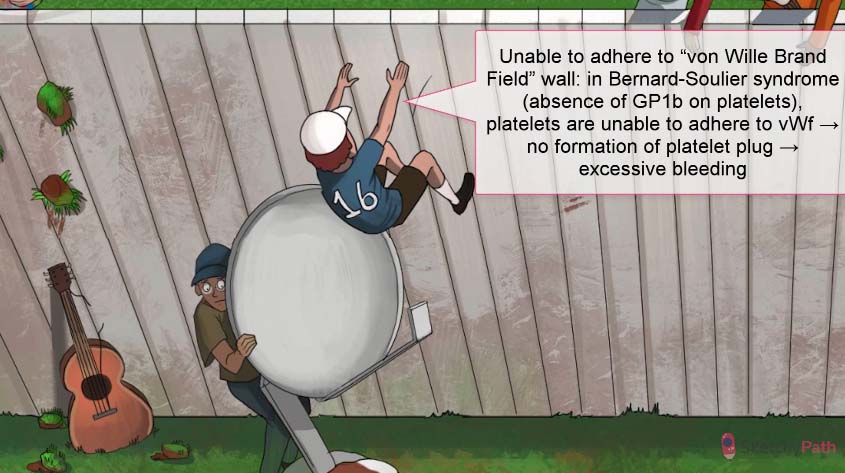 Unable to adhere to “von Wille Brand
Field” wall: in Bernard-Soulier syndrome
(absence of GP1b on platelets),
platelets are unable to adhere to vWf →
no formation of platelet plug →
excessive bleeding
16
SketchyPath